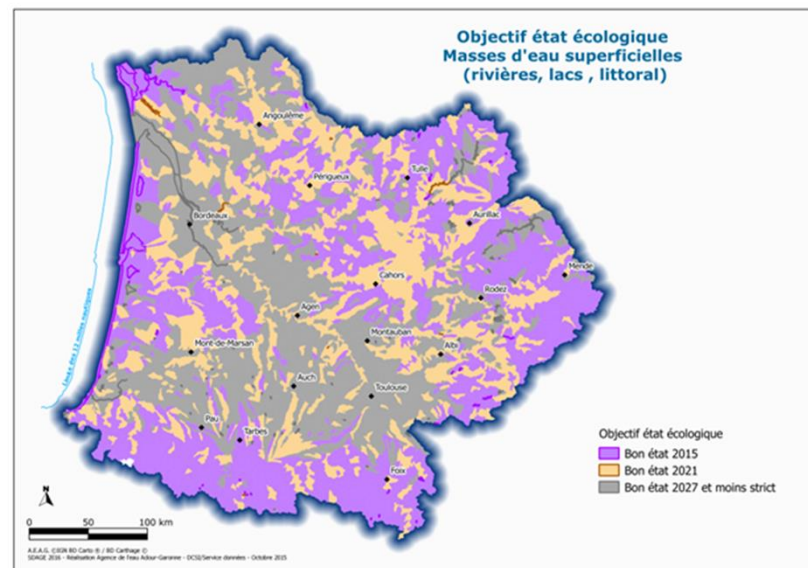 Objectif état écologique
Masses d'eau superficielles
(rivières, lacs , littoral)
Angoulême
Périgueux
Tulle
Bordeaux
Aurillac
Cahors
Mende
Rodez
Agen
Montauban
Mont-de-Marsan
Albi
Auch
Toulouse
Pau
Tarbes
Foix
Limite des 12 milles nautiques
Objectif état écologique
Bon état 2015
Bon état 2021
Bon état 2027 et moins strict
N
0 50 100 km
A.E.A.G. ©IGN BD Carto ® / BD Carthage ©
SDAGE 2016 - Réalisation Agence de l'eau Adour-Garonne - DCSI/Service données - Octobre 2015